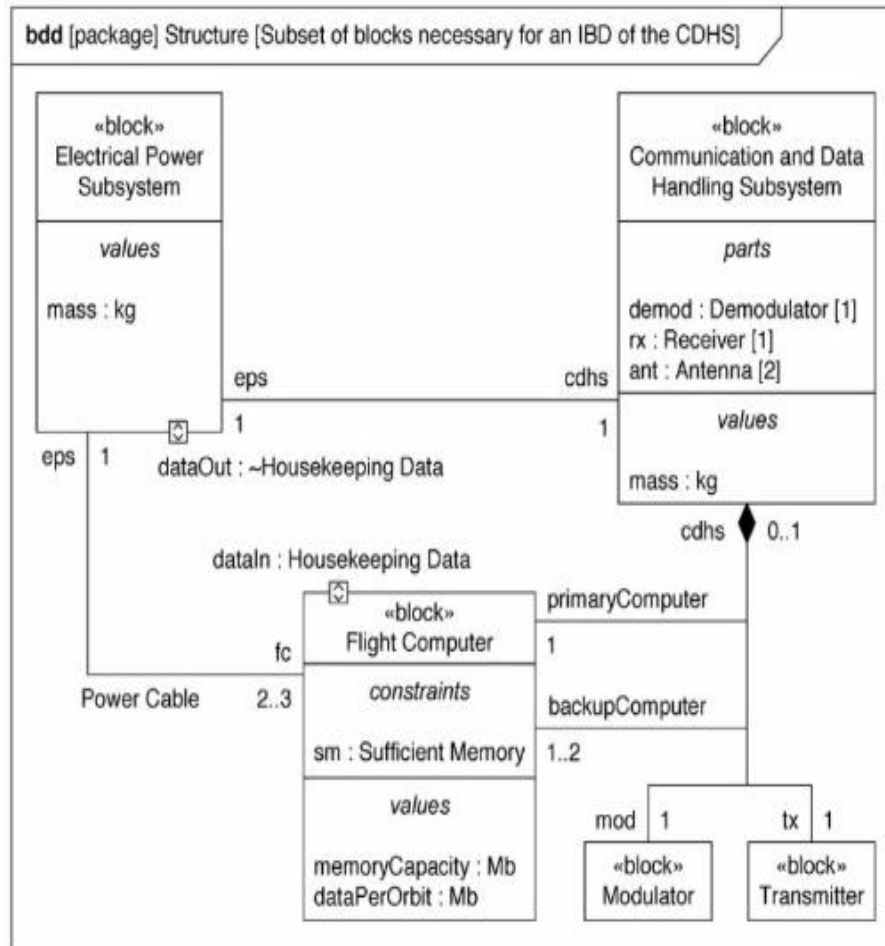 bdd [package] Structure [Subset of blocks necessary for an IBD of the CDHS]
«block»
Electrical Power
Subsystem
values
mass : kg
«block»
Communication and Data
Handling Subsystem
parts
demod : Demodulator [1]
rx : Receiver [1]
ant : Antenna [2]
values
mass : kg
eps
cdhs
1
1
eps
1
dataOut : ~Housekeeping Data
cdhs
0..1
dataIn : Housekeeping Data
«block»
Flight Computer
constraints
sm : Sufficient Memory
values
memoryCapacity : Mb
dataPerOrbit : Mb
fc
Power Cable
2..3
primaryComputer
1
backupComputer
1..2
mod
1
tx
1
«block»
Modulator
«block»
Transmitter